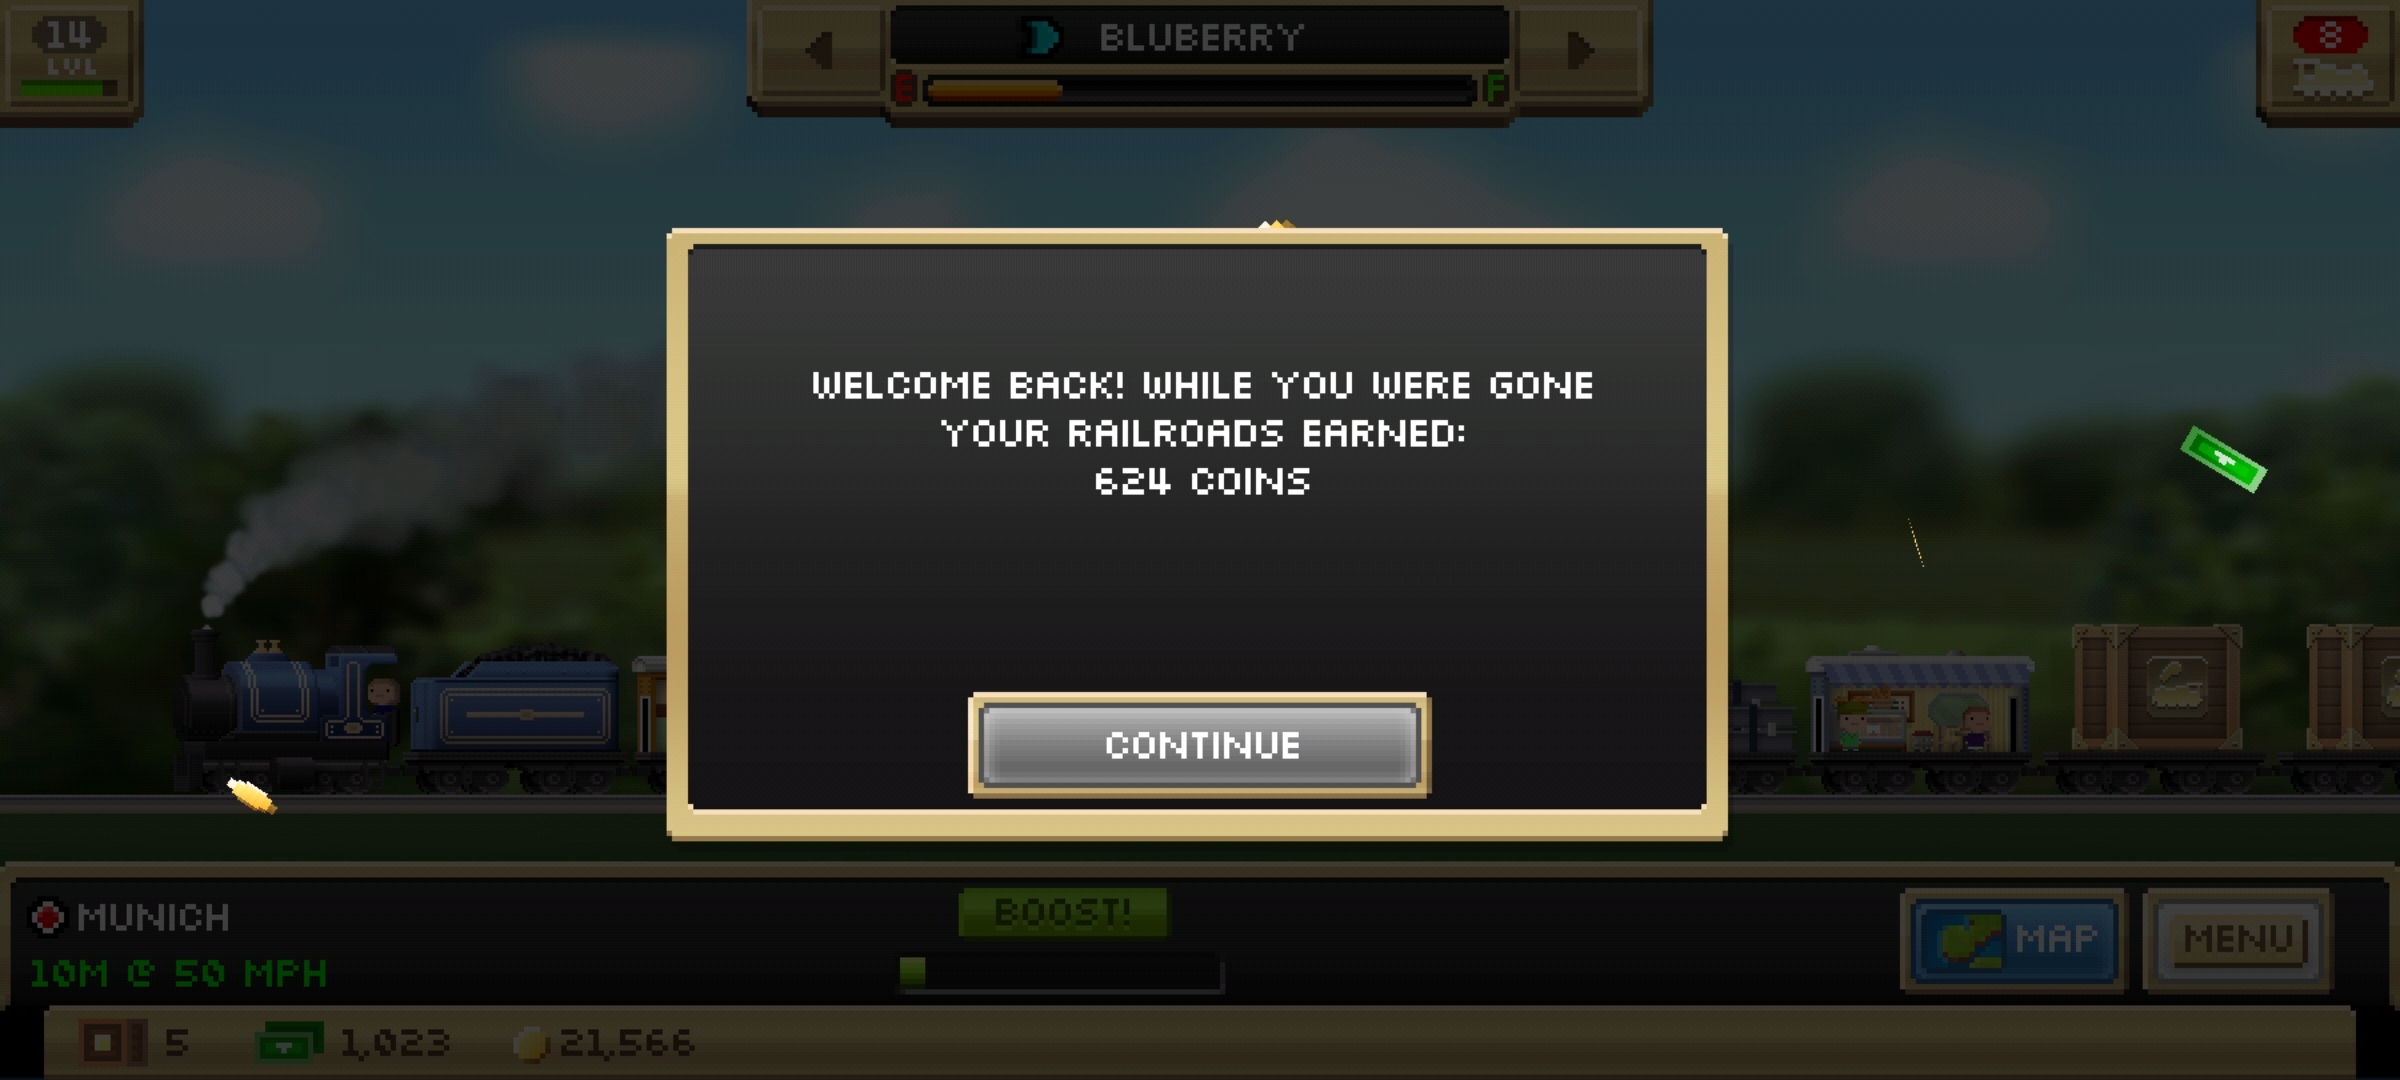 14
LVL
BLUBERRY
E F
8
WELCOME BACK! WHILE YOU WERE GONE
YOUR RAILROADS EARNED:
624 COINS
CONTINUE
MUNICH
10M @ 50 MPH
BOOST!
MAP
MENU
5 1,023 21,566